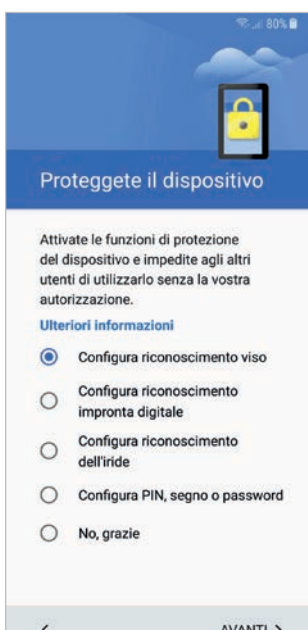 80%
Proteggete il dispositivo
Attivate le funzioni di protezione
del dispositivo e impedite agli altri
utenti di utilizzarlo senza la vostra
autorizzazione.
Ulteriori informazioni
Configura riconoscimento viso
Configura riconoscimento
impronta digitale
Configura riconoscimento
dell'iride
Configura PIN, segno o password
No, grazie
AVANTI